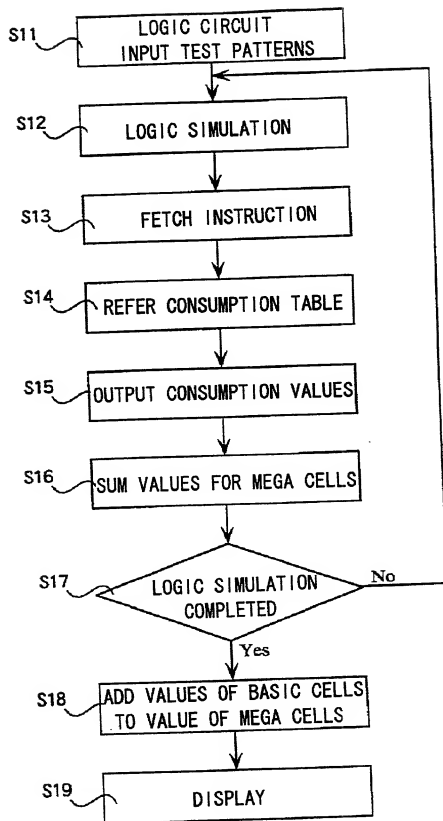 S11
LOGIC CIRCUIT
INPUT TEST PATTERNS
S12
LOGIC SIMULATION
S13
FETCH INSTRUCTION
S14
REFER CONSUMPTION TABLE
S15
OUTPUT CONSUMPTION VALUES
S16
SUM VALUES FOR MEGA CELLS
S17
LOGIC SIMULATION
COMPLETED
No
Yes
S18
ADD VALUES OF BASIC CELLS
TO VALUE OF MEGA CELLS
S19
DISPLAY